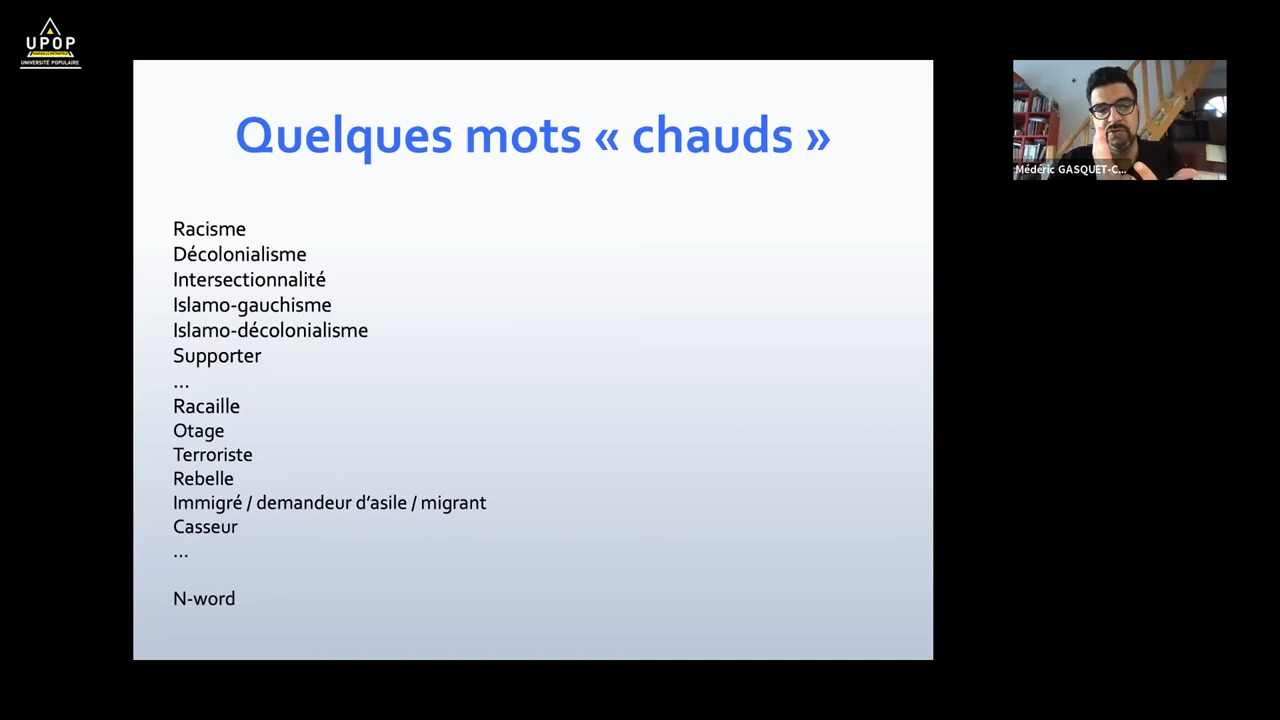 UPOP
UNIVERSITÉ POPULAIRE
Quelques mots « chauds »
Racisme
Décolonialisme
Intersectionnalité
Islamo-gauchisme
Islamo-décolonialisme
Supporter
...
Racaille
Otage
Terroriste
Rebelle
Immigré / demandeur d’asile / migrant
Casseur
...
N-word
Médéric GASQUET-C...